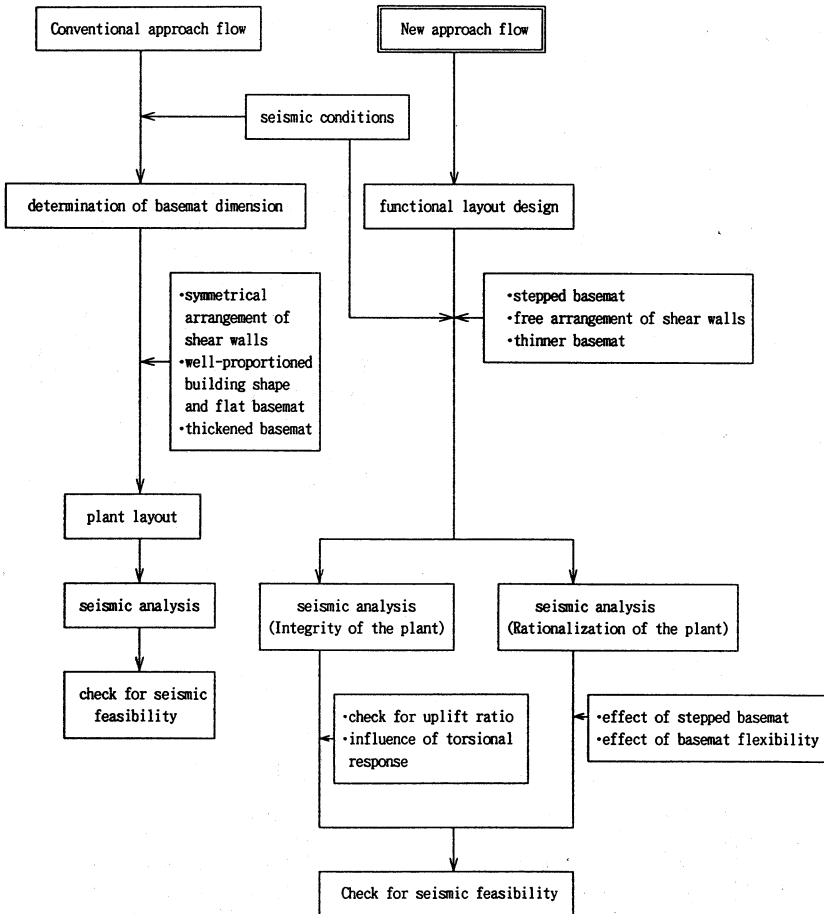 Conventional approach flow
New approach flow
seismic conditions
determination of basemat dimension
functional layout design
・symmetrical
arrangement of
shear walls
・well-proportioned
building shape
and flat basemat
・thickened basemat
・stepped basemat
・free arrangement of shear walls
・thinner basemat
plant layout
seismic analysis
seismic analysis
(Integrity of the plant)
seismic analysis
(Rationalization of the plant)
check for seismic
feasibility
・check for uplift ratio
・influence of torsional
response
・effect of stepped basemat
・effect of basemat flexibility
Check for seismic feasibility